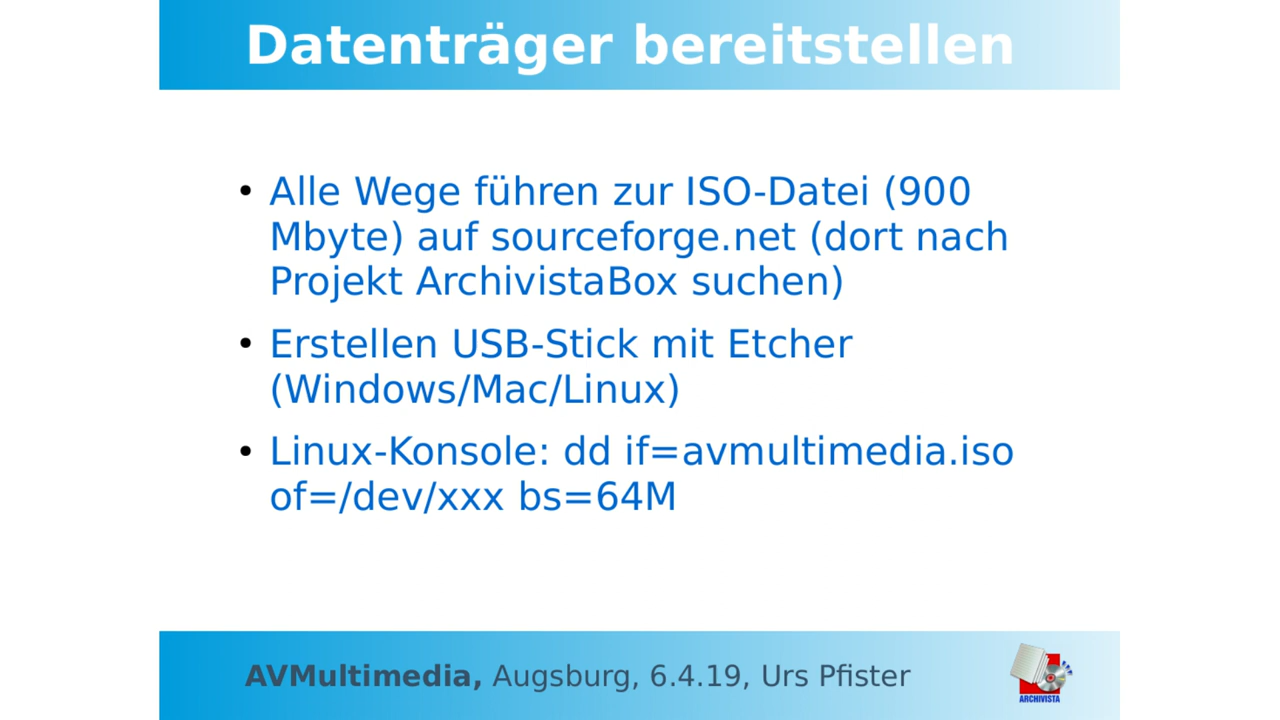 Datenträger bereitstellen
• Alle Wege führen zur ISO-Datei (900
Mbyte) auf sourceforge.net (dort nach
Projekt ArchivistaBox suchen)
• Erstellen USB-Stick mit Etcher
(Windows/Mac/Linux)
• Linux-Konsole: dd if=avmultimedia.iso
of=/dev/xxx bs=64M
AVMultimedia, Augsburg, 6.4.19, Urs Pfister
ARCHIVISTA